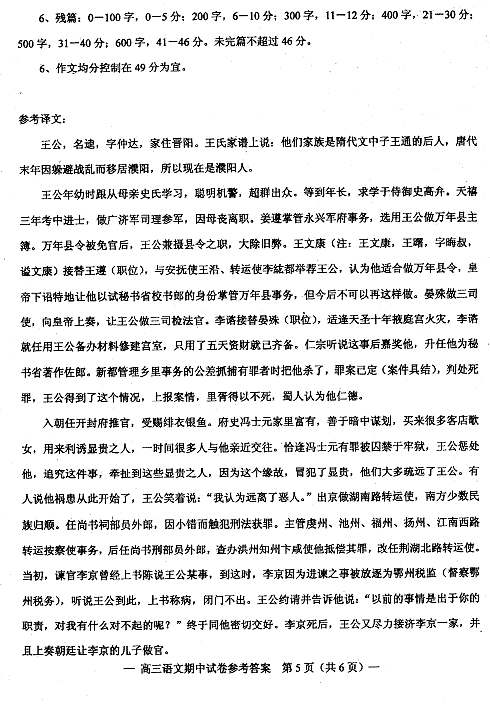 6、残篇：0—100字，0—5分；200字，6—10分；300字，11—12分；400字，21—30分；
500字，31—40分；600字，41—46分。未完篇不超过46分。
6、作文均分控制在49分为宜。
参考译文：
王公，名逵，字仲达，家住晋阳。王氏家谱上说：他们家族是隋代文中子王通的后人，唐代
末年因躲避战乱而移居濮阳，所以现在是濮阳人。
王公年幼时跟从母亲史氏学习，聪明机警，超群出众。等到年长，求学于侍御史高弁。天禧
三年考中进士，做广济军司理参军，因母丧离职。姜遵掌管永兴军府事务，选用王公做万年县主
簿。万年县令被免官后，王公兼摄县令之职，大除旧弊。王文康（注：王文康，王曙，字晦叔，
谥文康）接替王遵（职位），与安抚使王沿、转运使李紘都举荐王公，认为他适合做万年县令，皇
帝下诏特地让他以试秘书省校书郎的身份掌管万年县事务，但今后不可以再这样做。晏殊做三司
使，向皇帝上奏，让王公做三司检法官。李谘接替晏殊（职位），适逢天圣十年掖庭宫火灾，李谘
就任用王公备办材料修建宫室，只用了五天资财就已齐备。仁宗听说这事后嘉奖他，升任他为秘
书省著作佐郎。新都管理乡里事务的公差抓捕有罪者时把他杀了，罪案已定（案件具结），判处死
罪，王公得到了这个情况，上报案情，里胥得以不死，蜀人认为他仁德。
入朝任开封府推官，受赐绯衣银鱼。府史冯士元家里富有，善于暗中谋划，买来很多客店歌
女，用来利诱显贵之人，一时间很多人与他亲近交往。恰逢冯士元有罪被囚禁于牢狱，王公惩处
他，追究这件事，牵扯到这些显贵之人，因为这个缘故，冒犯了显贵，他们大多疏远了王公。有
人说他祸患从此开始了，王公笑着说：“我认为远离了恶人。”出京做湖南路转运使，南方少数民
族归顺。任尚书祠部员外郎，因小错而触犯刑法获罪。主管虔州、池州、福州、扬州、江南西路
转运按察使事务，后任尚书刑部员外郎，查办洪州知州卞咸使他抵偿其罪，改任荆湖北路转运使。
当初，谏官李京曾经上书陈说王公某事，到这时，李京因为进谏之事被放逐为鄂州税监（督察鄂
州税务），听说王公到此，上书称病，闭门不出。王公约请并告诉他说：“以前的事情是出于你的
职责，对我有什么对不起的呢？”终于同他密切交好。李京死后，王公又尽力接济李京一家，并
且上奏朝廷让李京的儿子做官。
— 高三语文期中试卷参考答案 第5页（共6页）—